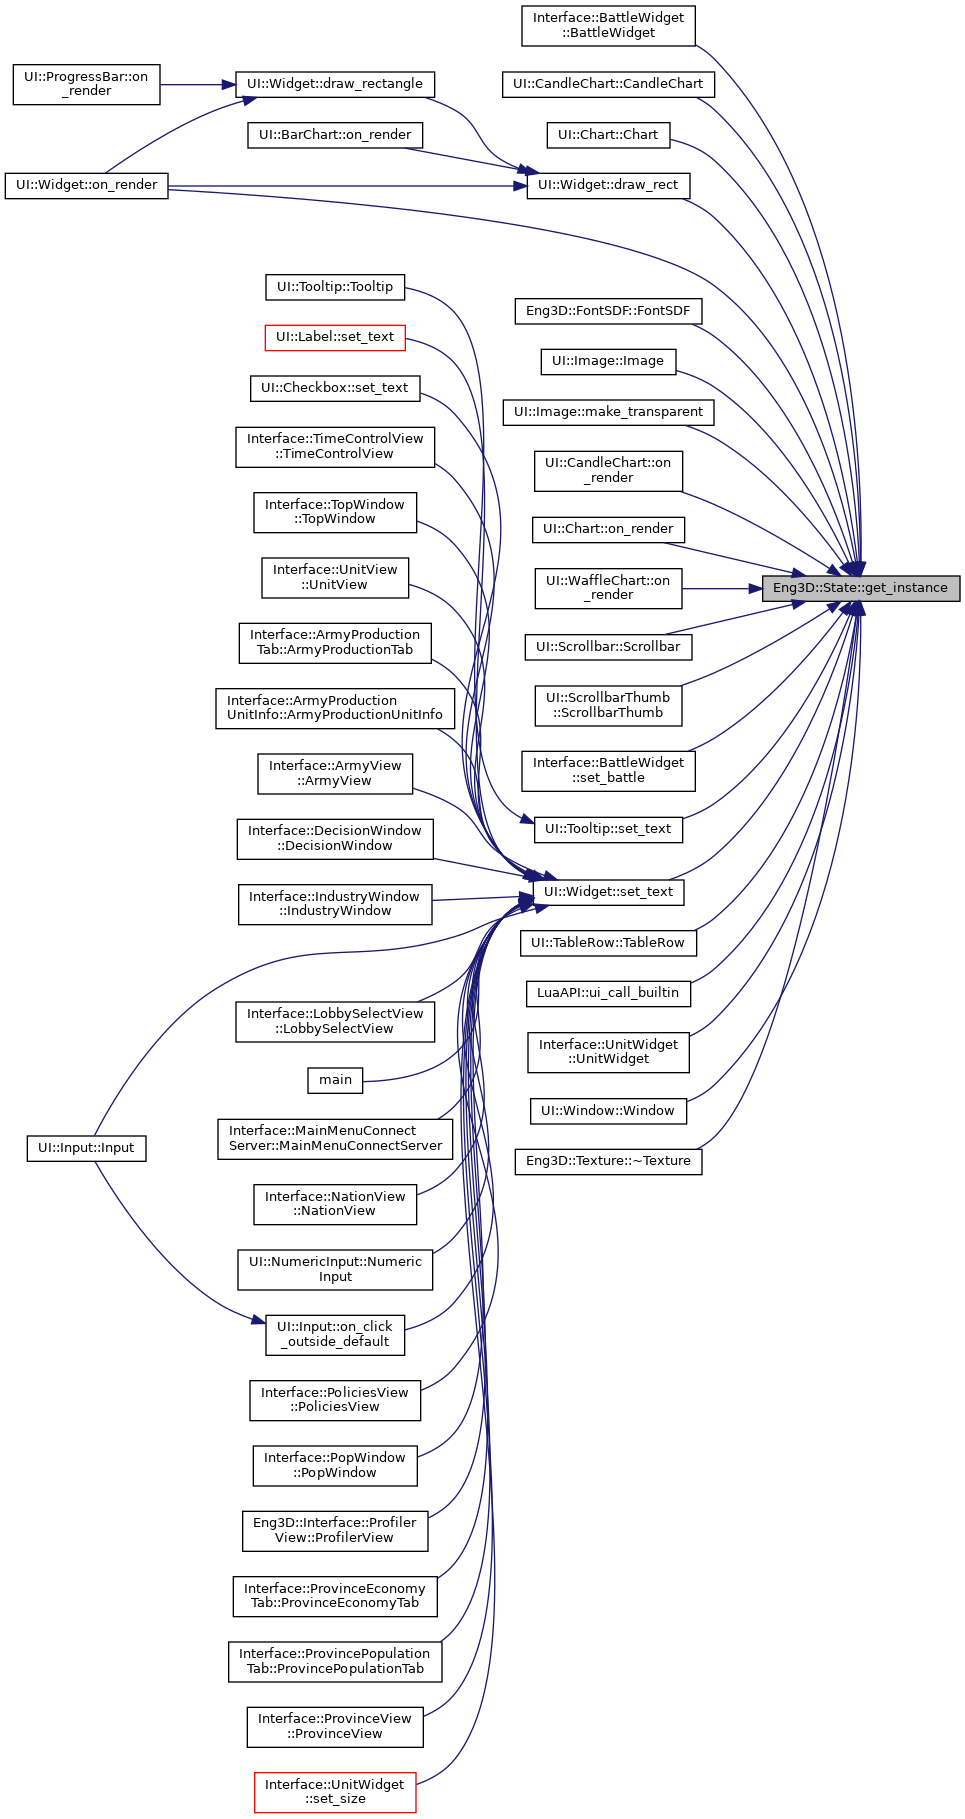 Interface::BattleWidget
::BattleWidget
UI::ProgressBar::on
_render
UI::Widget::draw_rectangle
UI::CandleChart::CandleChart
UI::BarChart::on_render
UI::Chart::Chart
UI::Widget::on_render
UI::Widget::draw_rect
UI::Tooltip::Tooltip
Eng3D::FontSDF::FontSDF
UI::Label::set_text
UI::Image::Image
UI::Checkbox::set_text
UI::Image::make_transparent
Interface::TimeControlView
::TimeControlView
UI::CandleChart::on
_render
Interface::TopWindow
::TopWindow
UI::Chart::on_render
Interface::UnitView
::UnitView
UI::WaffleChart::on
_render
Eng3D::State::get_instance
Interface::ArmyProduction
Tab::ArmyProductionTab
UI::Scrollbar::Scrollbar
Interface::ArmyProduction
UnitInfo::ArmyProductionUnitInfo
UI::ScrollbarThumb
::ScrollbarThumb
Interface::ArmyView
::ArmyView
Interface::BattleWidget
::set_battle
Interface::DecisionWindow
::DecisionWindow
UI::Tooltip::set_text
Interface::IndustryWindow
::IndustryWindow
UI::Widget::set_text
UI::TableRow::TableRow
Interface::LobbySelectView
::LobbySelectView
LuaAPI::ui_call_builtin
main
Interface::UnitWidget
::UnitWidget
UI::Input::Input
Interface::MainMenuConnect
Server::MainMenuConnectServer
UI::Window::Window
Interface::NationView
::NationView
Eng3D::Texture::~Texture
UI::NumericInput::Numeric
Input
UI::Input::on_click
_outside_default
Interface::PoliciesView
::PoliciesView
Interface::PopWindow
::PopWindow
Eng3D::Interface::Profiler
View::ProfilerView
Interface::ProvinceEconomy
Tab::ProvinceEconomyTab
Interface::ProvincePopulation
Tab::ProvincePopulationTab
Interface::ProvinceView
::ProvinceView
Interface::UnitWidget
::set_size